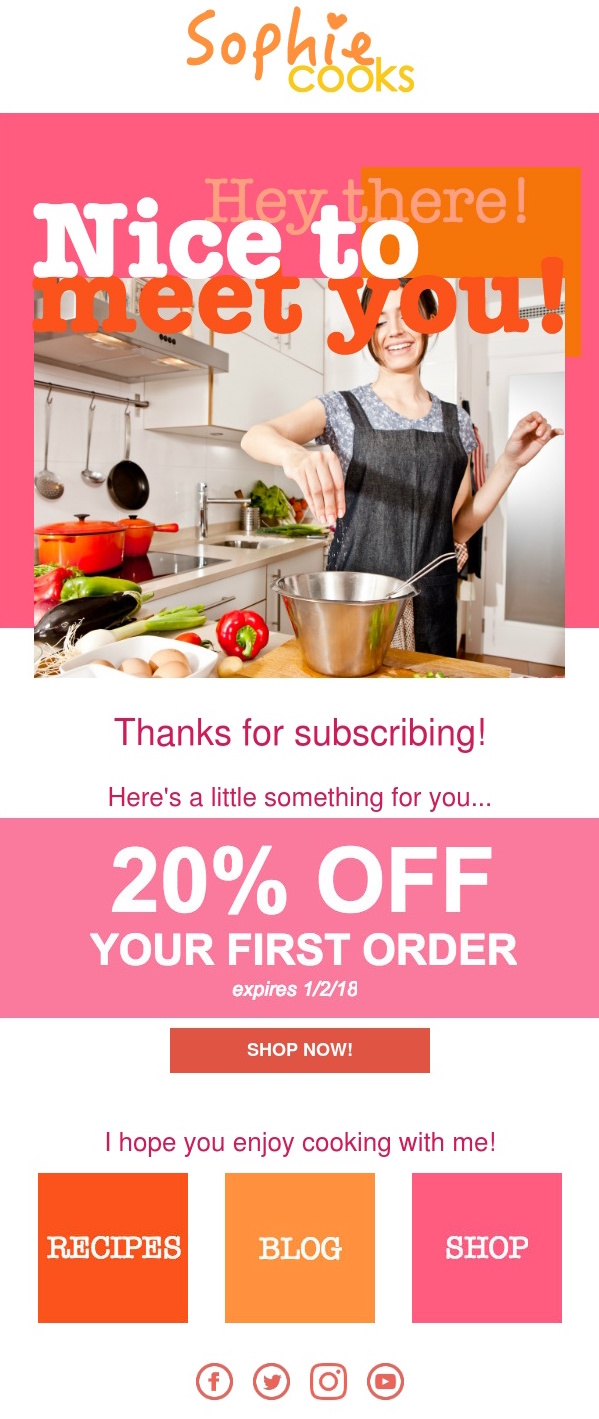 Sophie
cooks
Hey there!
Nice to
meet you!
Thanks for subscribing!
Here's a little something for you...
20% OFF
YOUR FIRST ORDER
expires 1/2/18
SHOP NOW!
I hope you enjoy cooking with me!
RECIPES BLOG SHOP